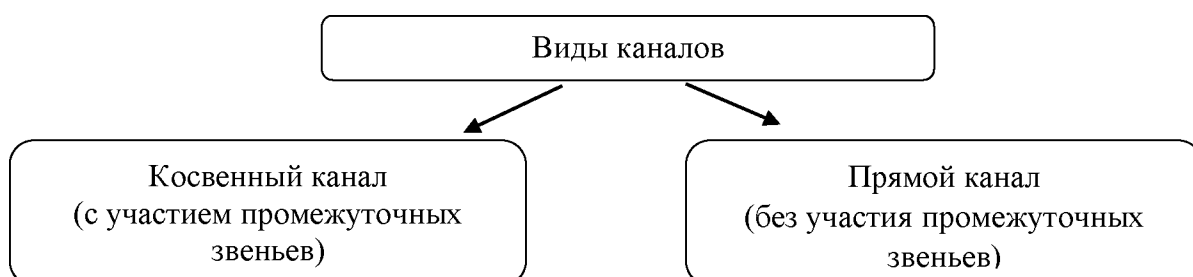 Виды каналов
Косвенный канал
(с участием промежуточных
звеньев)
Прямой канал
(без участия промежуточных
звеньев)